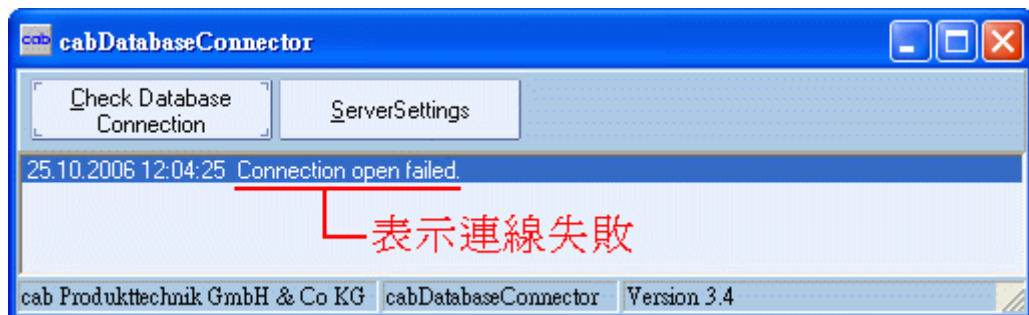 cab cabDatabaseConnector
Check Database
Connection
ServerSettings
25.10.2006 12:04:25 Connection open failed.
表示連線失敗
cab Produkttechnik GmbH & Co KG cabDatabaseConnector Version 3.4